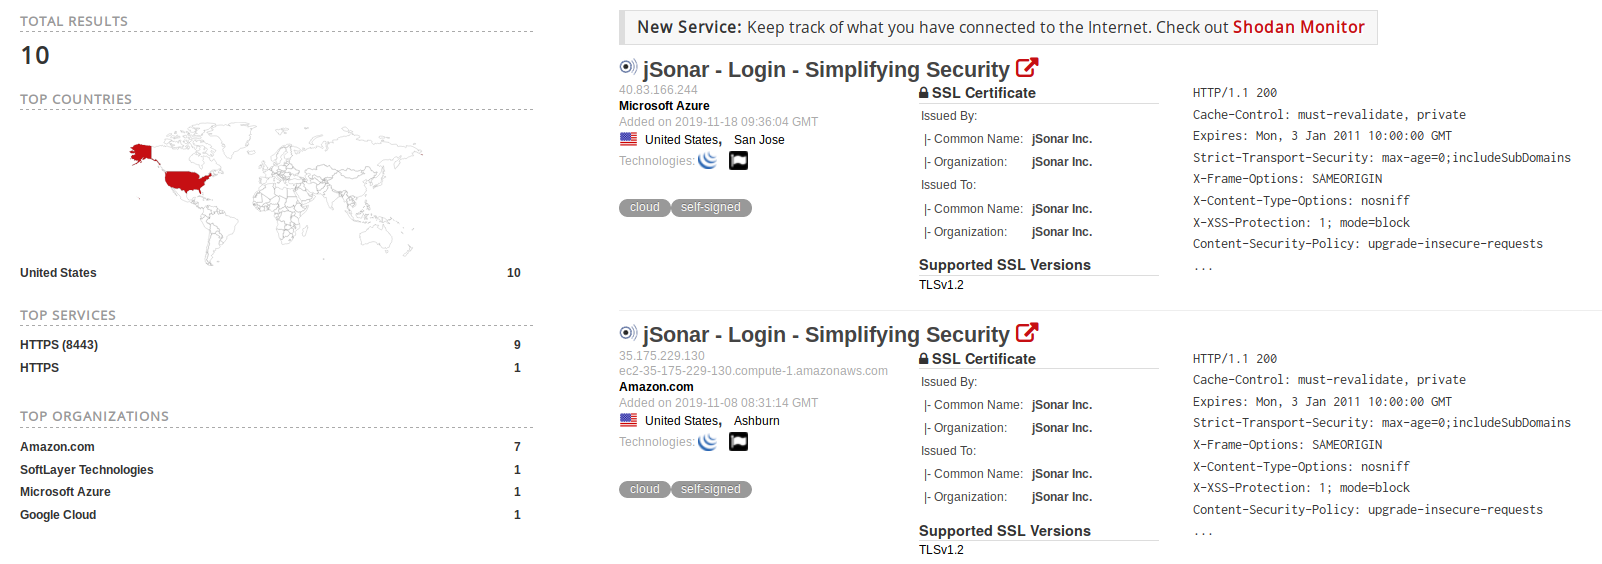 TOTAL RESULTS
10
TOP COUNTRIES
United States 10
TOP SERVICES
HTTPS (8443) 9
HTTPS 1
TOP ORGANIZATIONS
Amazon.com 7
SoftLayer Technologies 1
Microsoft Azure 1
Google Cloud 1
New Service: Keep track of what you have connected to the Internet. Check out Shodan Monitor
jSonar - Login - Simplifying Security
40.83.166.244
Microsoft Azure
Added on 2019-11-18 09:36:04 GMT
United States, San Jose
Technologies:
cloud self-signed
SSL Certificate
Issued By:
|- Common Name: jSonar Inc.
|- Organization: jSonar Inc.
Issued To:
|- Common Name: jSonar Inc.
|- Organization: jSonar Inc.
Supported SSL Versions
TLSv1.2
HTTP/1.1 200
Cache-Control: must-revalidate, private
Expires: Mon, 3 Jan 2011 10:00:00 GMT
Strict-Transport-Security: max-age=0;includeSubDomains
X-Frame-Options: SAMEORIGIN
X-Content-Type-Options: nosniff
X-XSS-Protection: 1; mode=block
Content-Security-Policy: upgrade-insecure-requests
...
jSonar - Login - Simplifying Security
35.175.229.130
ec2-35-175-229-130.compute-1.amazonaws.com
Amazon.com
Added on 2019-11-08 08:31:14 GMT
United States, Ashburn
Technologies:
cloud self-signed
SSL Certificate
Issued By:
|- Common Name: jSonar Inc.
|- Organization: jSonar Inc.
Issued To:
|- Common Name: jSonar Inc.
|- Organization: jSonar Inc.
Supported SSL Versions
TLSv1.2
HTTP/1.1 200
Cache-Control: must-revalidate, private
Expires: Mon, 3 Jan 2011 10:00:00 GMT
Strict-Transport-Security: max-age=0;includeSubDomains
X-Frame-Options: SAMEORIGIN
X-Content-Type-Options: nosniff
X-XSS-Protection: 1; mode=block
Content-Security-Policy: upgrade-insecure-requests
...